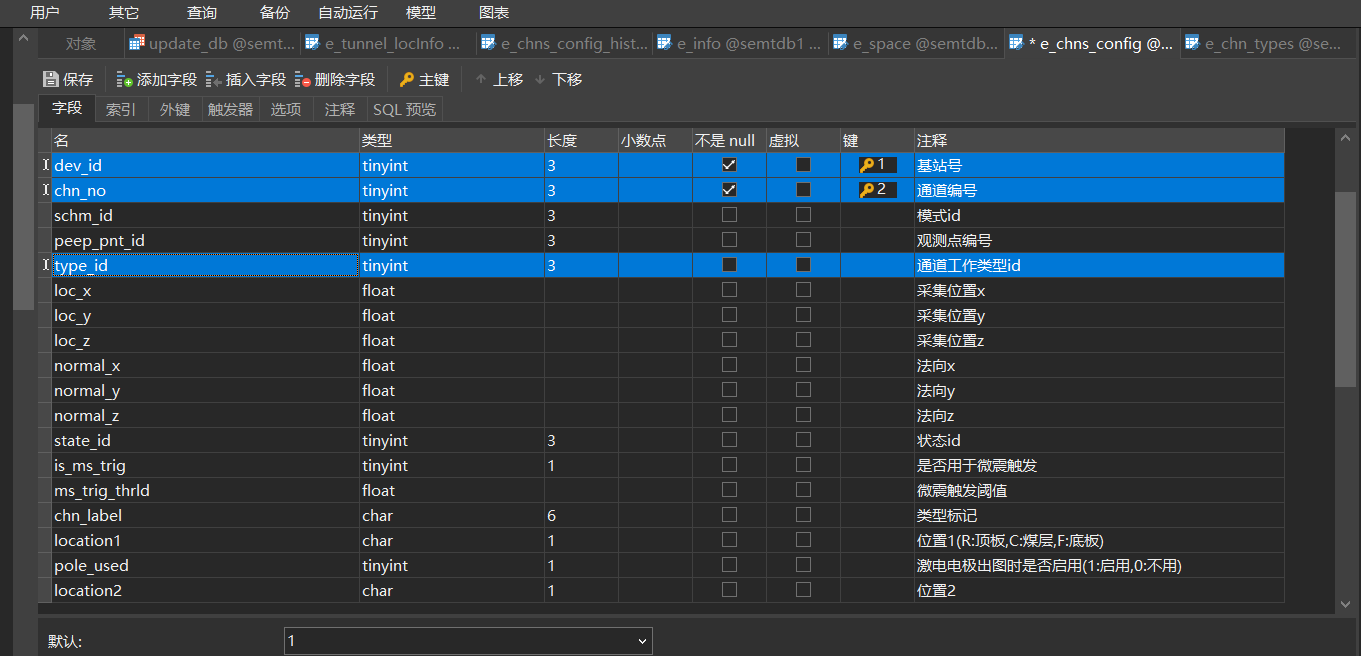 用户 其它 查询 备份 自动运行 模型 图表
对象 update_db @semt... e_tunnel_locInfo ... e_chns_config_hist... e_info @semtdb1 ... e_space @semtdb... * e_chns_config @... e_chn_types @se...
保存 添加字段 插入字段 删除字段 主键 上移 下移
字段 索引 外键 触发器 选项 注释 SQL 预览
名 类型 长度 小数点 不是 null 虚拟 键 注释
dev_id tinyint 3 1 基站号
chn_no tinyint 3 2 通道编号
schm_id tinyint 3 模式id
peep_pnt_id tinyint 3 观测点编号
type_id tinyint 3 通道工作类型id
loc_x float 采集位置x
loc_y float 采集位置y
loc_z float 采集位置z
normal_x float 法向x
normal_y float 法向y
normal_z float 法向z
state_id tinyint 3 状态id
is_ms_trig tinyint 1 是否用于微震触发
ms_trig_thrld float 微震触发阈值
chn_label char 6 类型标记
location1 char 1 位置1(R:顶板,C:煤层,F:底板)
pole_used tinyint 1 激电电极出图时是否启用(1:启用,0:不用)
location2 char 1 位置2
默认: 1